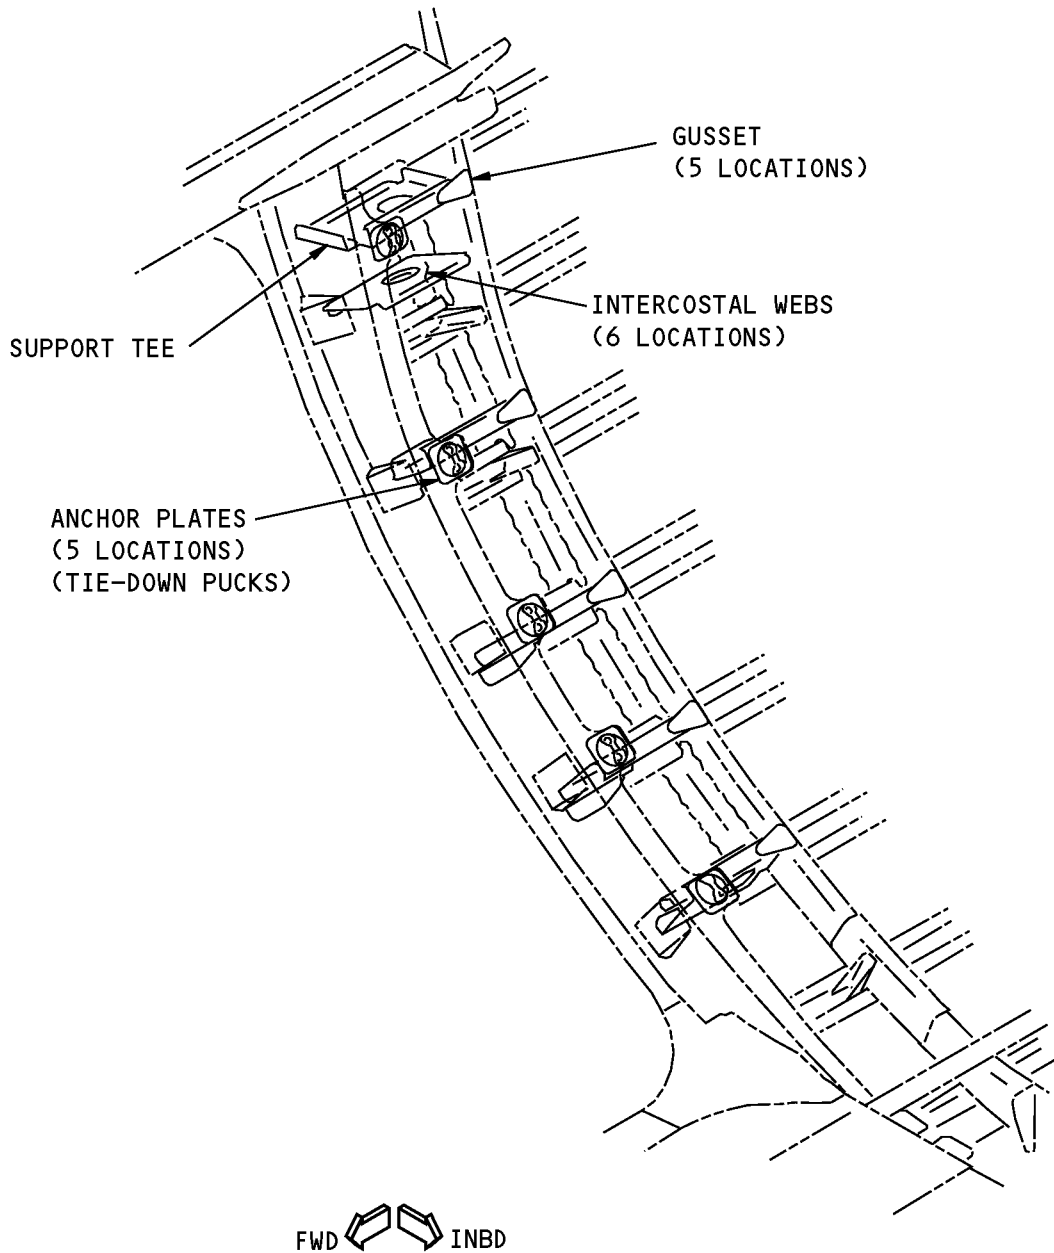 GUSSET
(5 LOCATIONS)
INTERCOSTAL WEBS
(6 LOCATIONS)
SUPPORT TEE
ANCHOR PLATES
(5 LOCATIONS)
(TIE-DOWN PUCKS)
FWD INBD